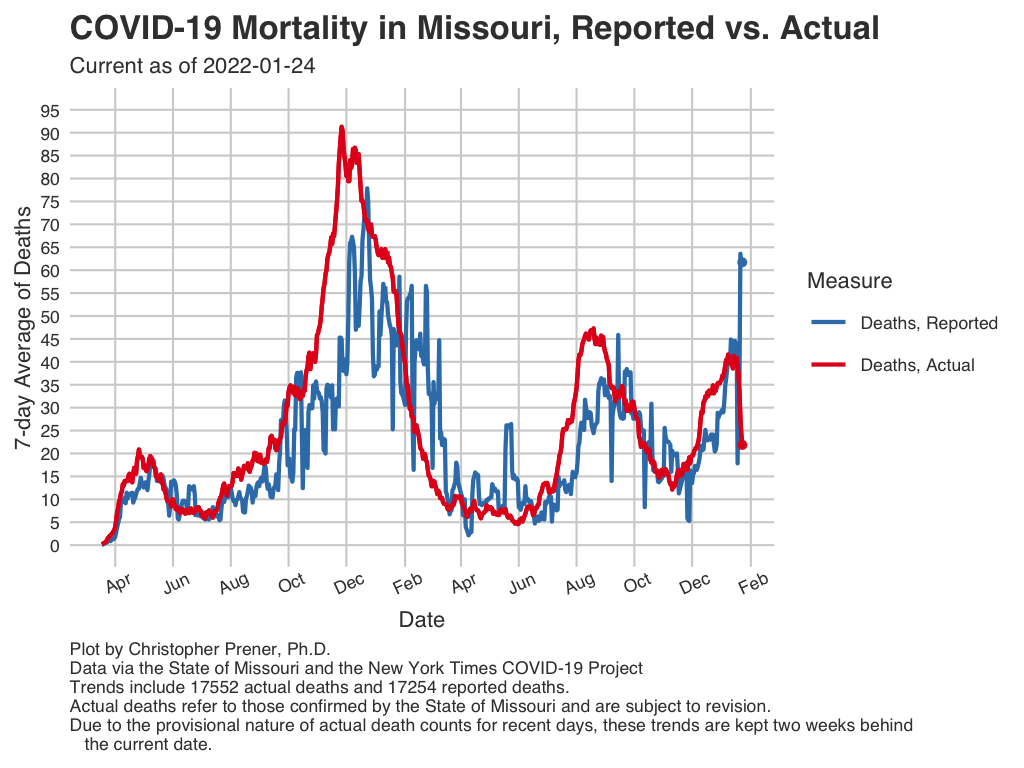 COVID-19 Mortality in Missouri, Reported vs. Actual
Current as of 2022-01-24
95
90
85
80
75
70
65
60
55
50
45
40
35
30
25
20
15
10
5
0
7-day Average of Deaths
Apr Jun Aug Oct Dec Feb Apr Jun Aug Oct Dec Feb
Date
Measure
Deaths, Reported
Deaths, Actual
Plot by Christopher Prener, Ph.D.
Data via the State of Missouri and the New York Times COVID-19 Project
Trends include 17552 actual deaths and 17254 reported deaths.
Actual deaths refer to those confirmed by the State of Missouri and are subject to revision.
Due to the provisional nature of actual death counts for recent days, these trends are kept two weeks behind
the current date.